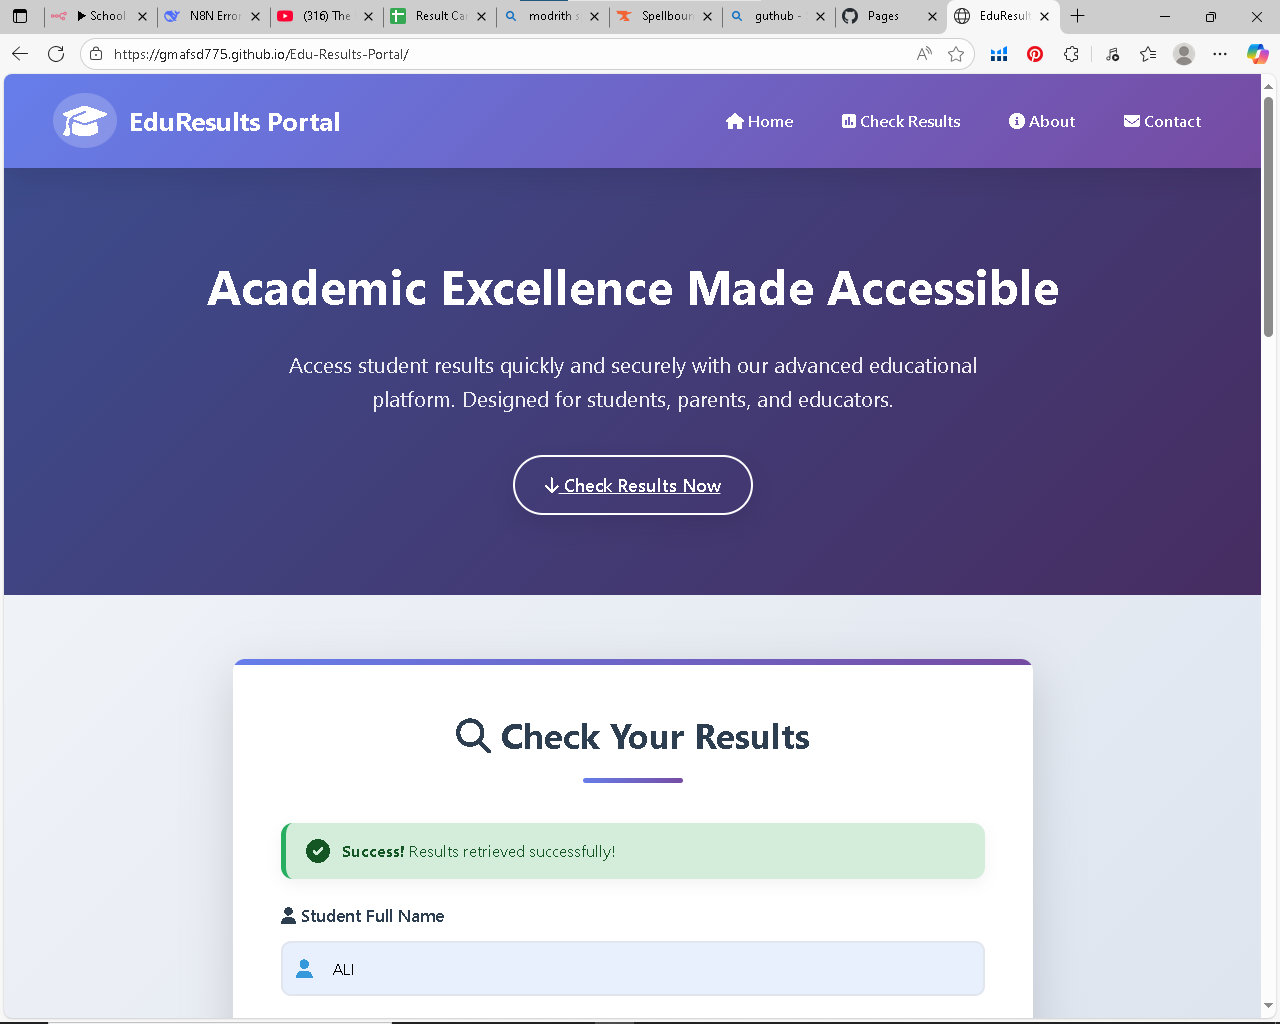 School
N8N Error
(316) The
Result Ca
modrith s
Spellboun
guthub -
Pages
EduResult
https://gmafsd775.github.io/Edu-Results-Portal/
EduResults Portal
Home
Check Results
About
Contact
Academic Excellence Made Accessible
Access student results quickly and securely with our advanced educational
platform. Designed for students, parents, and educators.
Check Results Now
Check Your Results
Success! Results retrieved successfully!
Student Full Name
ALI